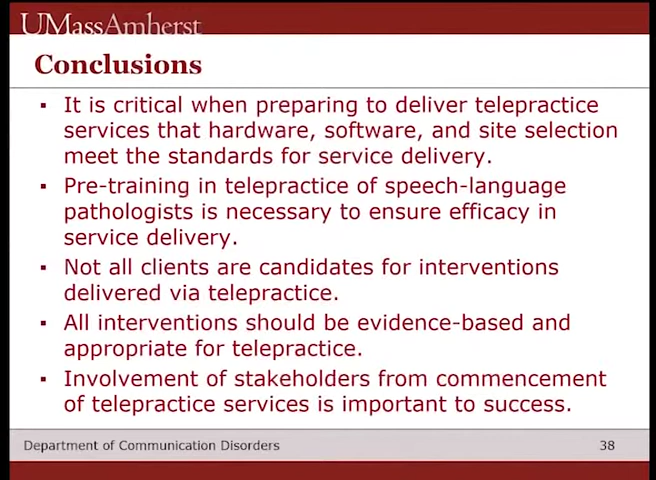 UMassAmherst
Conclusions
▪ It is critical when preparing to deliver telepractice
services that hardware, software, and site selection
meet the standards for service delivery.
▪ Pre-training in telepractice of speech-language
pathologists is necessary to ensure efficacy in
service delivery.
▪ Not all clients are candidates for interventions
delivered via telepractice.
▪ All interventions should be evidence-based and
appropriate for telepractice.
▪ Involvement of stakeholders from commencement
of telepractice services is important to success.
Department of Communication Disorders 38